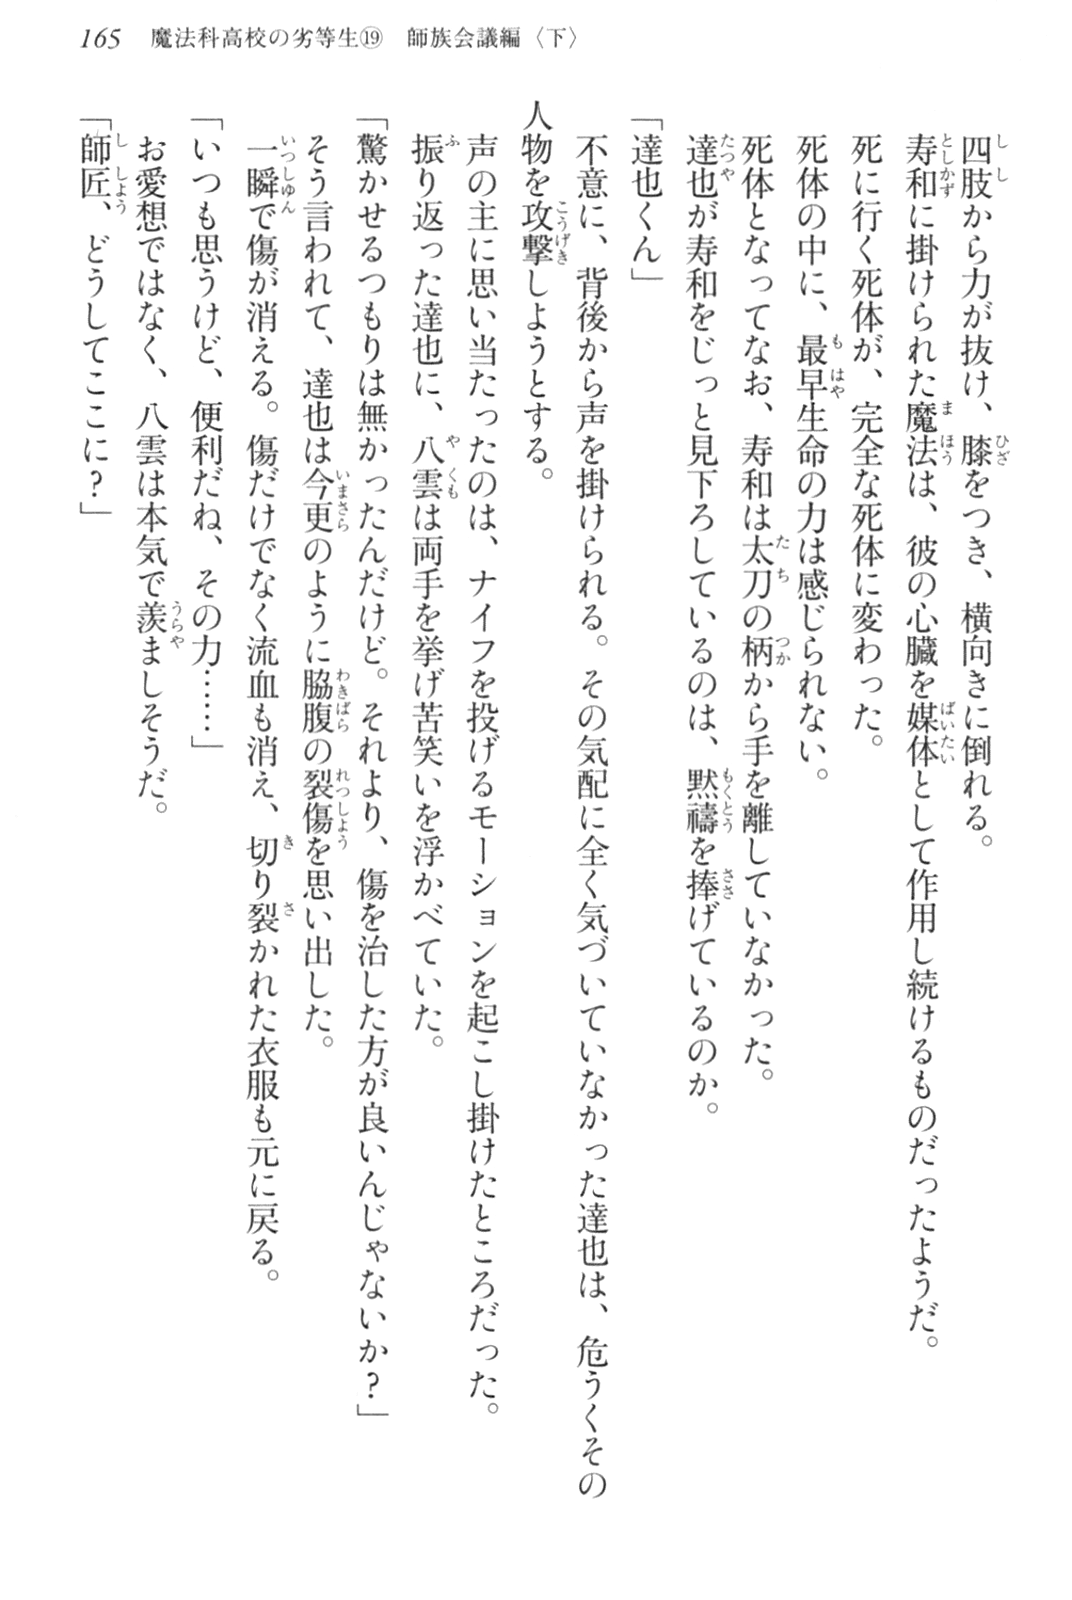 165 魔法科高校の劣等生⑲ 師族会議編〈下〉
四肢から力が抜け、膝をつき、横向きに倒れる。
寿和に掛けられた魔法は、彼の心臓を媒体として作用し続けるものだったようだ。
死に行く死体が、完全な死体に変わった。
死体の中に、最早生命の力は感じられない。
死体となってなお、寿和は太刀の柄から手を離していなかった。
達也が寿和をじっと見下ろしているのは、黙禱を捧げているのか。
「達也くん」
不意に、背後から声を掛けられる。その気配に全く気づいていなかった達也は、危うくその
人物を攻撃しようとする。
声の主に思い当たったのは、ナイフを投げるモーションを起こし掛けたところだった。
振り返った達也に、八雲は両手を挙げ苦笑いを浮かべていた。
「驚かせるつもりは無かったんだけど。それより、傷を治した方が良いんじゃないか?」
そう言われて、達也は今更のように脇腹の裂傷を思い出した。
一瞬で傷が消える。傷だけでなく流血も消え、切り裂かれた衣服も元に戻る。
「いつも思うけど、便利だね、その力……」
お愛想ではなく、八雲は本気で羨ましそうだ。
「師匠、どうしてここに?」